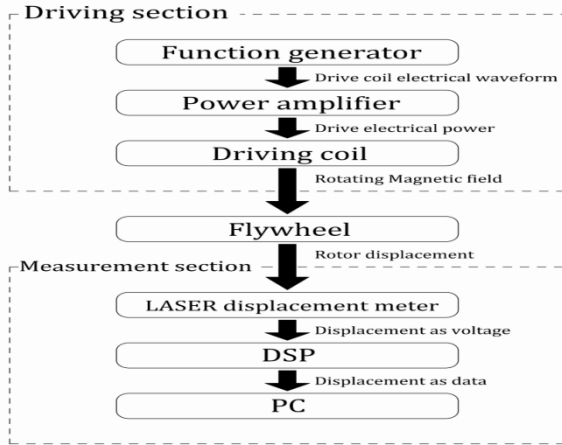 Driving section
Function generator
Drive coil electrical waveform
Power amplifier
Drive electrical power
Driving coil
Rotating Magnetic field
Flywheel
Rotor displacement
Measurement section
LASER displacement meter
Displacement as voltage
DSP
Displacement as data
PC